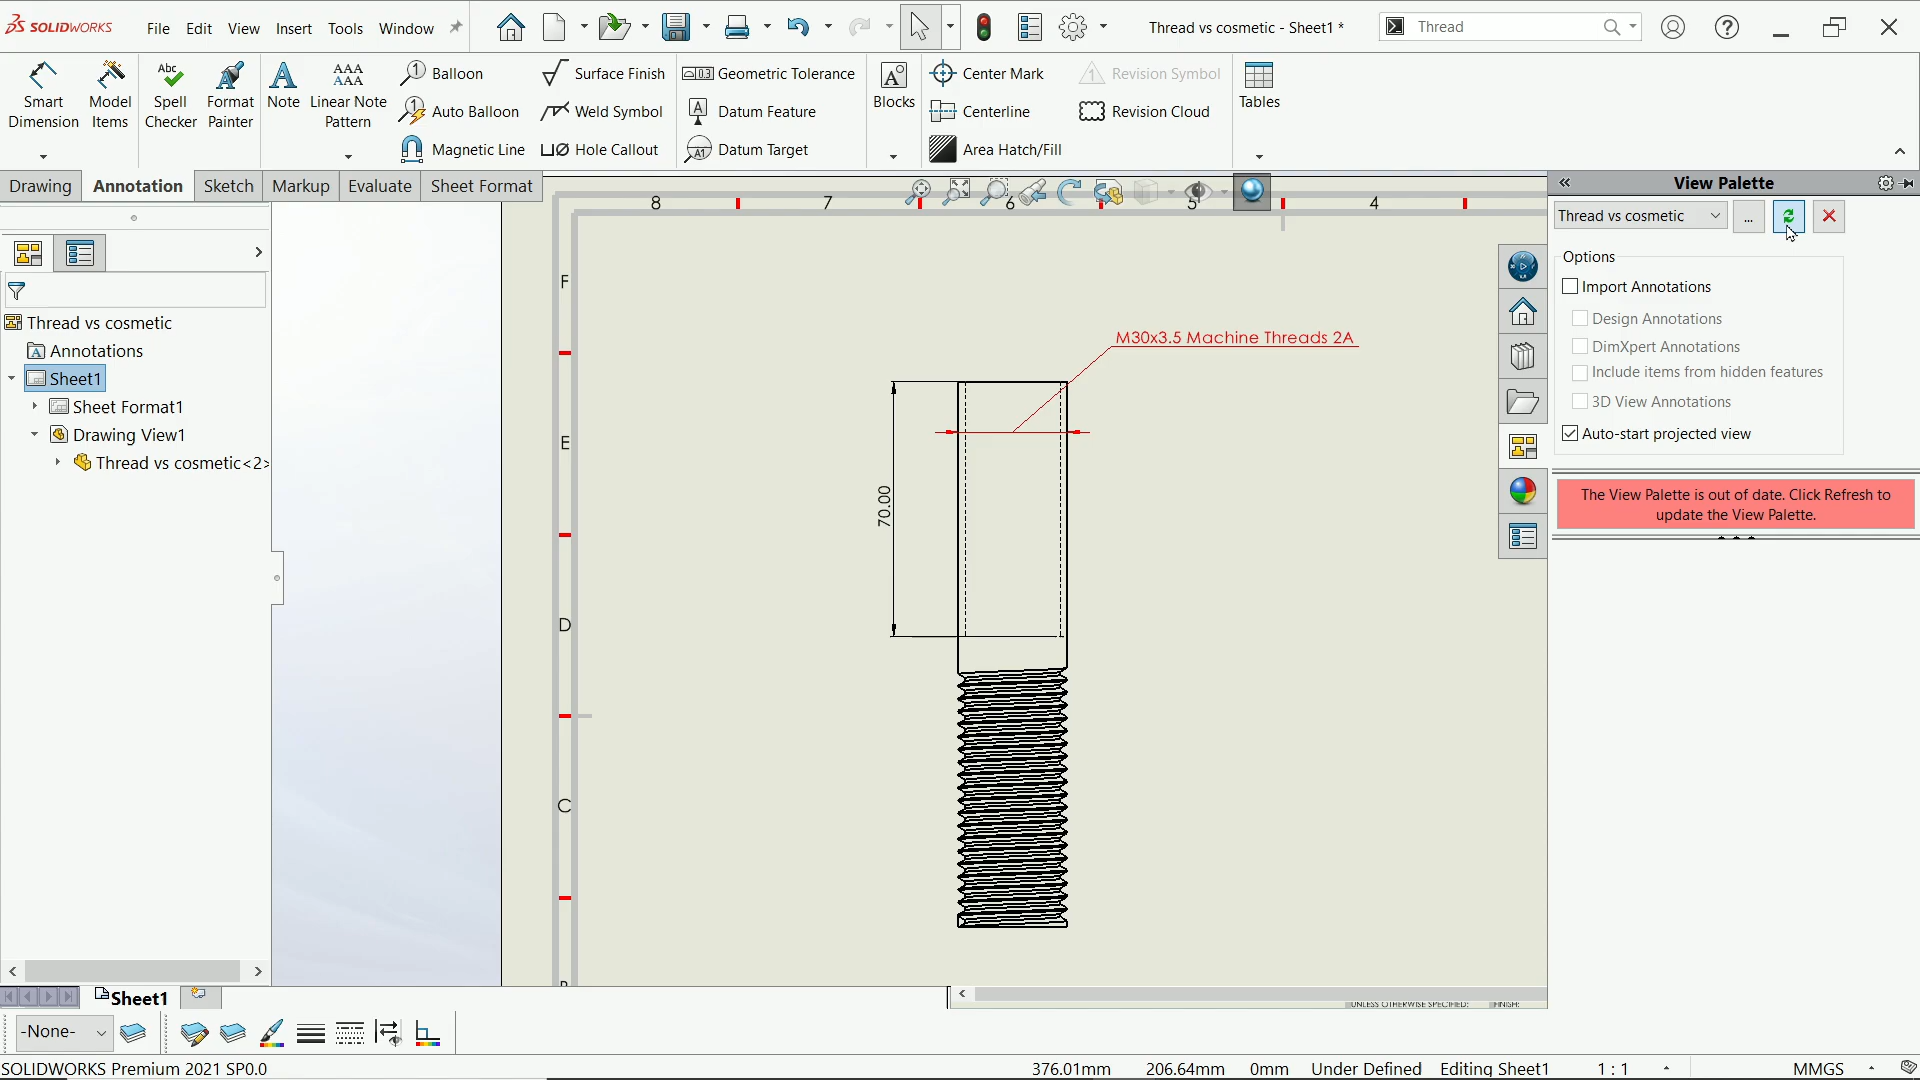 SOLIDWORKS
File Edit View Insert Tools Window
Thread vs cosmetic - Sheet1 *
Thread
Smart Dimension
Model Items
Spell Checker
Format Painter
Note
Linear Note Pattern
Balloon
Auto Balloon
Magnetic Line
Surface Finish
Weld Symbol
Hole Callout
Geometric Tolerance
Datum Feature
Datum Target
Blocks
Center Mark
Centerline
Area Hatch/Fill
Revision Symbol
Revision Cloud
Tables
Drawing Annotation Sketch Markup Evaluate Sheet Format
View Palette
Thread vs cosmetic ...
Options
Import Annotations
Design Annotations
DimXpert Annotations
Include items from hidden features
3D View Annotations
Auto-start projected view
The View Palette is out of date. Click Refresh to
update the View Palette.
Thread vs cosmetic
Annotations
Sheet1
Sheet Format1
Drawing View1
Thread vs cosmetic<2>
8 7 6 5 4
F
E
D
C
B
M30x3.5 Machine Threads 2A
70.00
UNLESS OTHERWISE SPECIFIED: FINISH:
Sheet1
-None-
SOLIDWORKS Premium 2021 SP0.0
376.01mm 206.64mm 0mm Under Defined Editing Sheet1 1 : 1 MMGS